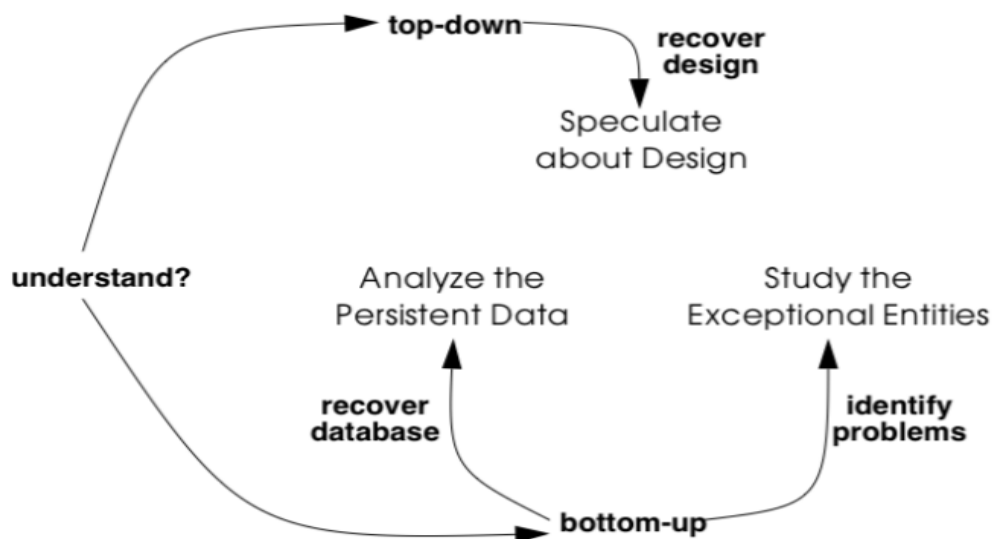 top-down
recover
design
Speculate
about Design
understand?
Analyze the
Persistent Data
Study the
Exceptional Entities
recover
database
identify
problems
bottom-up